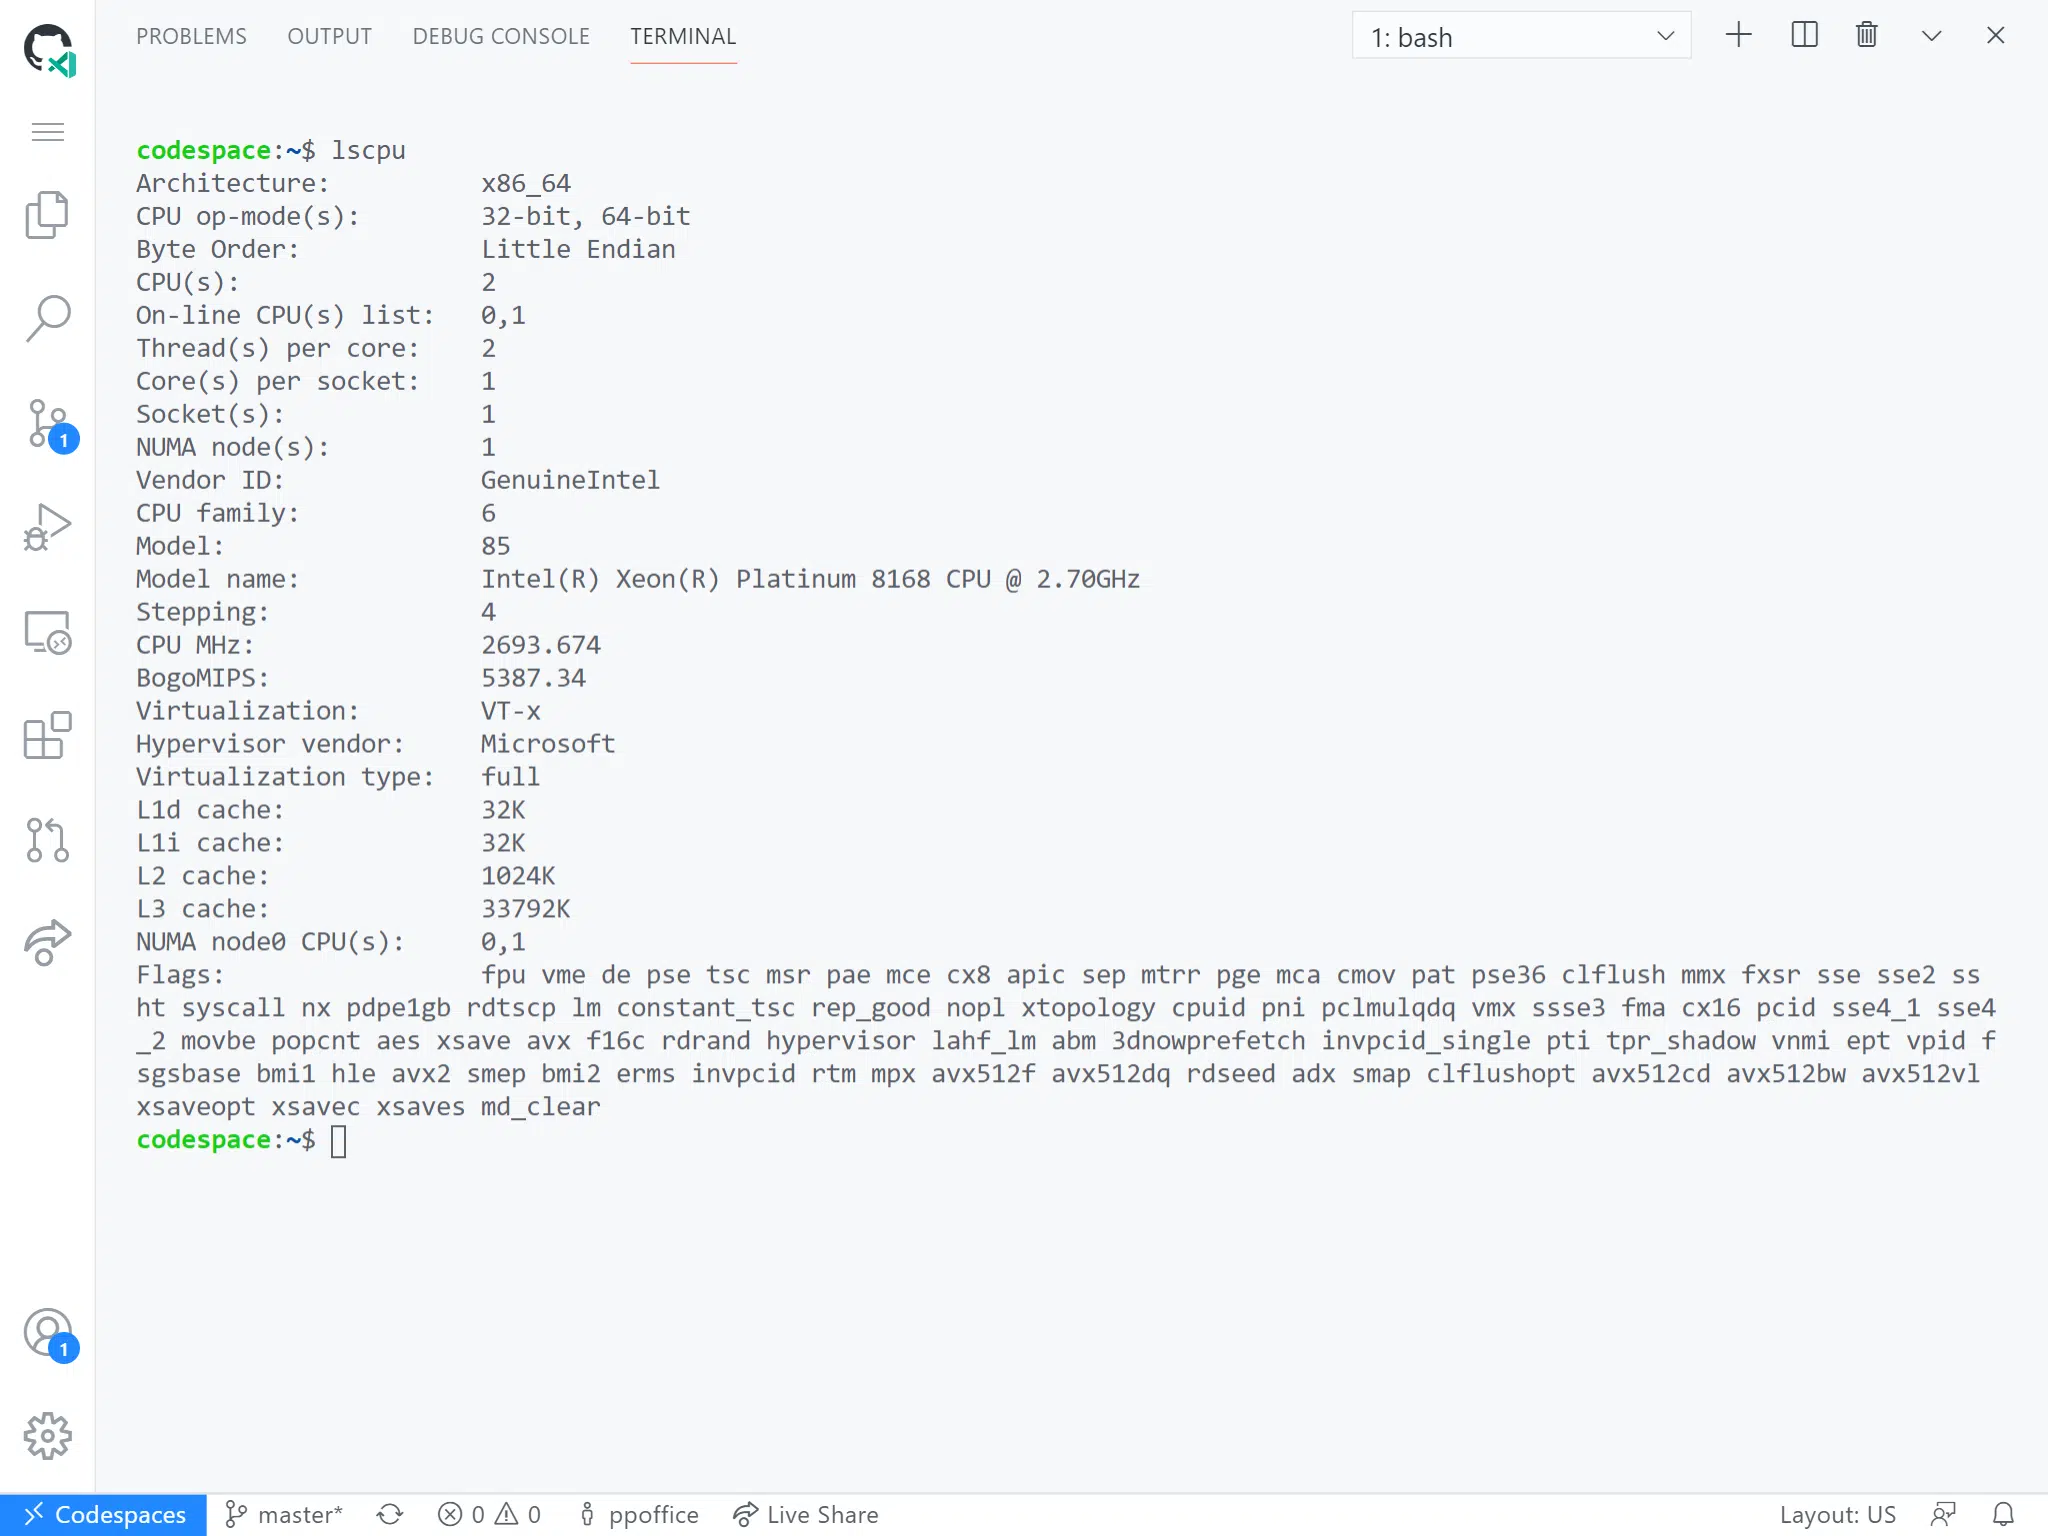 PROBLEMS OUTPUT DEBUG CONSOLE TERMINAL 1: bash
codespace:~$ lscpu
Architecture: x86_64
CPU op-mode(s): 32-bit, 64-bit
Byte Order: Little Endian
CPU(s): 2
On-line CPU(s) list: 0,1
Thread(s) per core: 2
Core(s) per socket: 1
Socket(s): 1
NUMA node(s): 1
Vendor ID: GenuineIntel
CPU family: 6
Model: 85
Model name: Intel(R) Xeon(R) Platinum 8168 CPU @ 2.70GHz
Stepping: 4
CPU MHz: 2693.674
BogoMIPS: 5387.34
Virtualization: VT-x
Hypervisor vendor: Microsoft
Virtualization type: full
L1d cache: 32K
L1i cache: 32K
L2 cache: 1024K
L3 cache: 33792K
NUMA node0 CPU(s): 0,1
Flags: fpu vme de pse tsc msr pae mce cx8 apic sep mtrr pge mca cmov pat pse36 clflush mmx fxsr sse sse2 ss
ht syscall nx pdpe1gb rdtscp lm constant_tsc rep_good nopl xtopology cpuid pni pclmulqdq vmx ssse3 fma cx16 pcid sse4_1 sse4
_2 movbe popcnt aes xsave avx f16c rdrand hypervisor lahf_lm abm 3dnowprefetch invpcid_single pti tpr_shadow vnmi ept vpid f
sgsbase bmi1 hle avx2 smep bmi2 erms invpcid rtm mpx avx512f avx512dq rdseed adx smap clflushopt avx512cd avx512bw avx512vl
xsaveopt xsavec xsaves md_clear
codespace:~$
1
1
Codespaces master* 0 0 ppoffice Live Share Layout: US